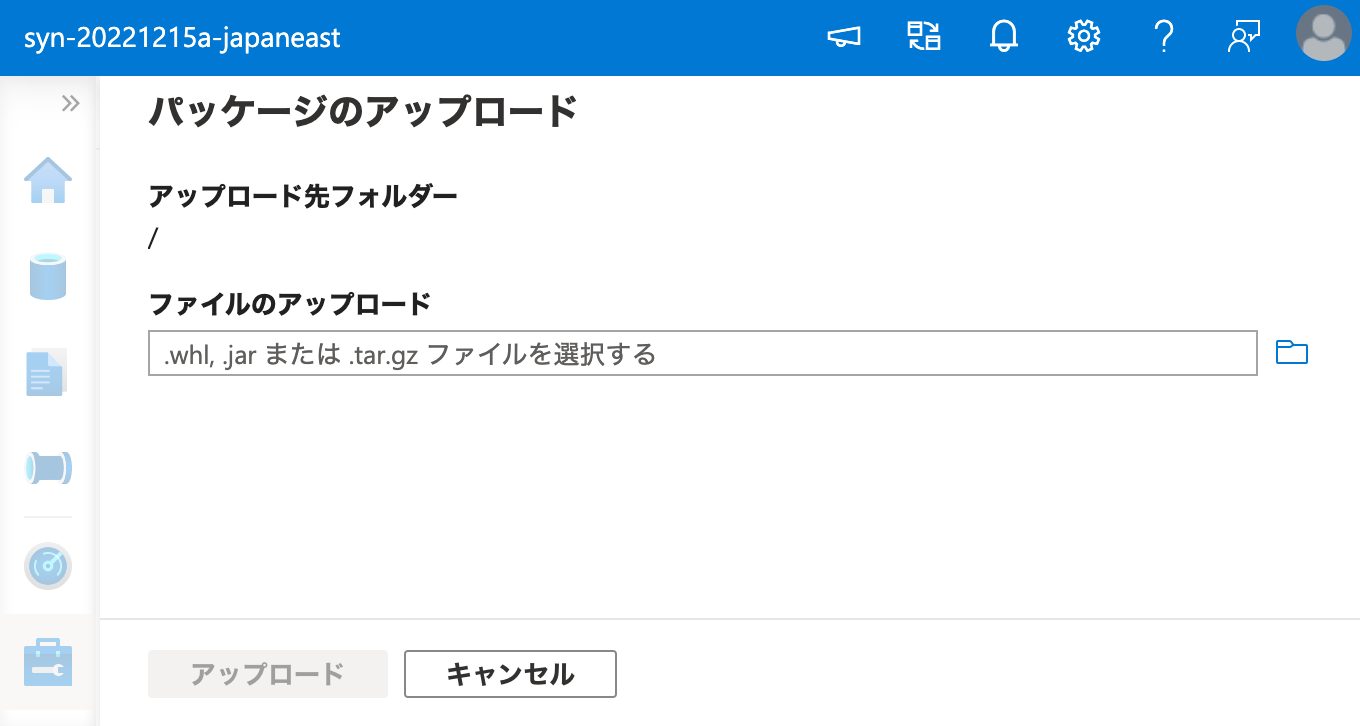 syn-20221215a-japaneast
パッケージのアップロード
アップロード先フォルダー
/
ファイルのアップロード
.whl, .jar または .tar.gz ファイルを選択する
アップロード
キャンセル